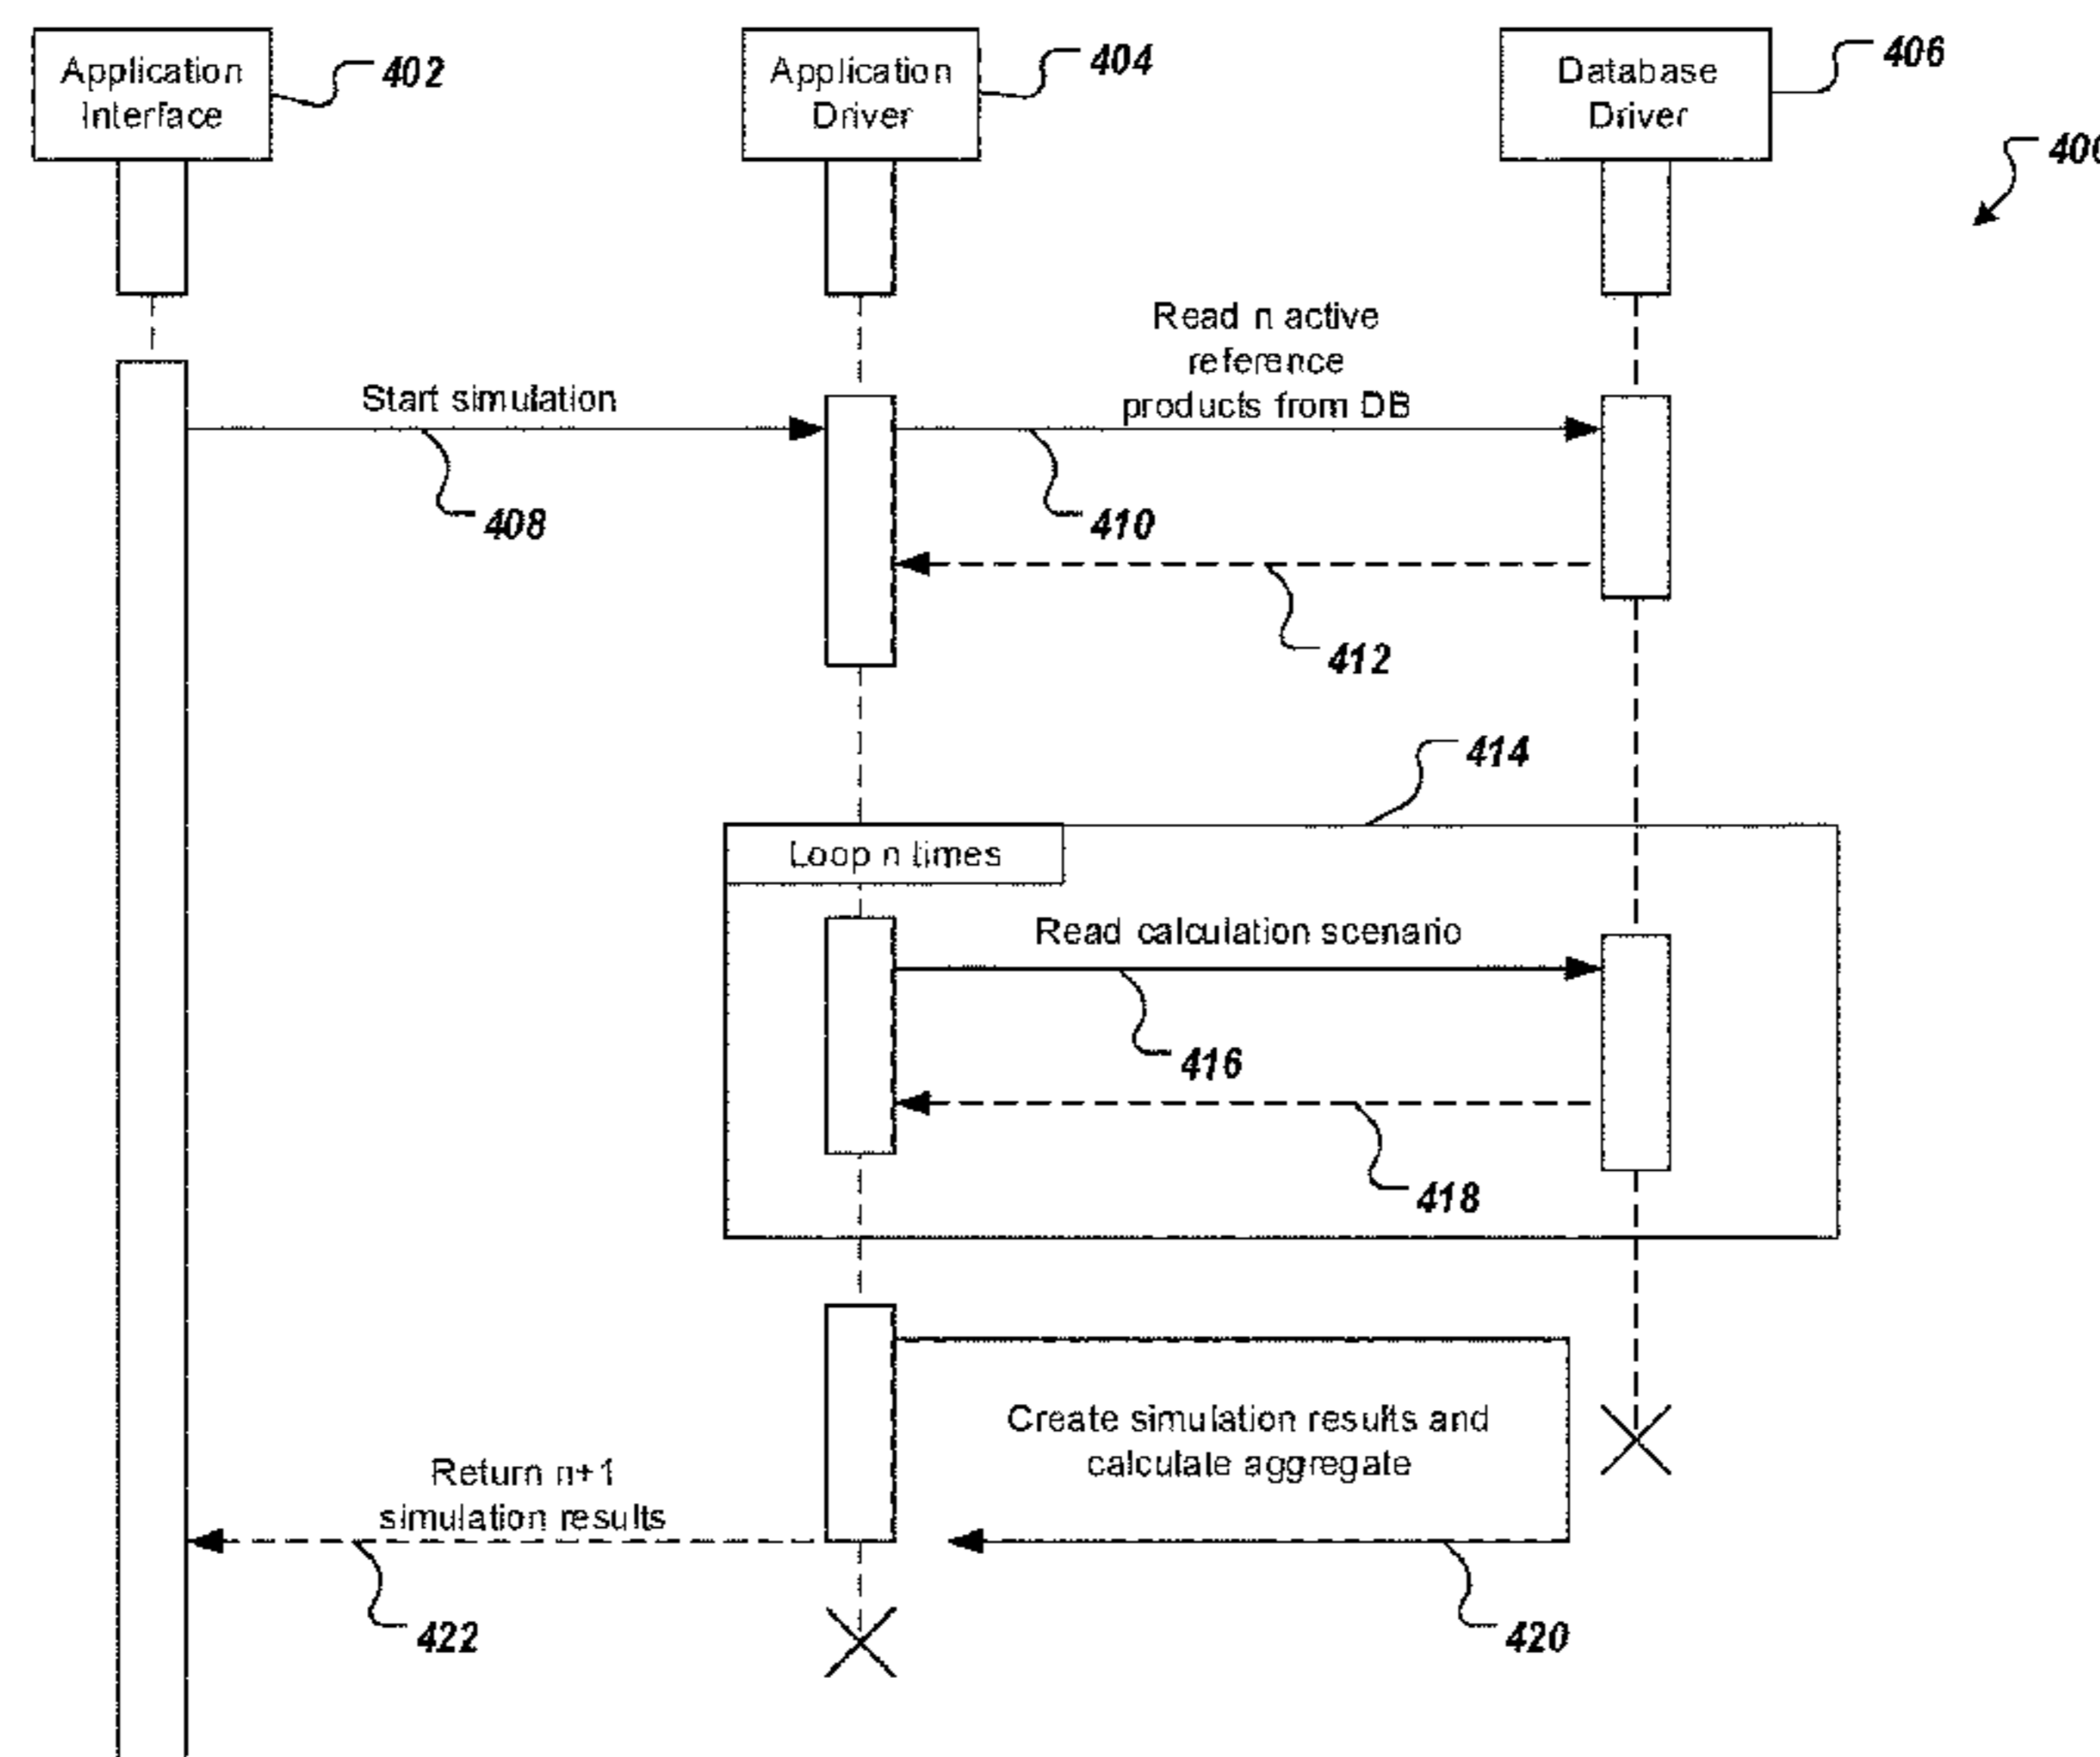 Application
Interface
402
Application
Driver
404
Database
Driver
406
400
Read n active
reference
products from DB
Start simulation
408
410
412
414
Loop n times
Read calculation scenario
416
418
Create simulation results and
calculate aggregate
Return n+1
simulation results
422
420